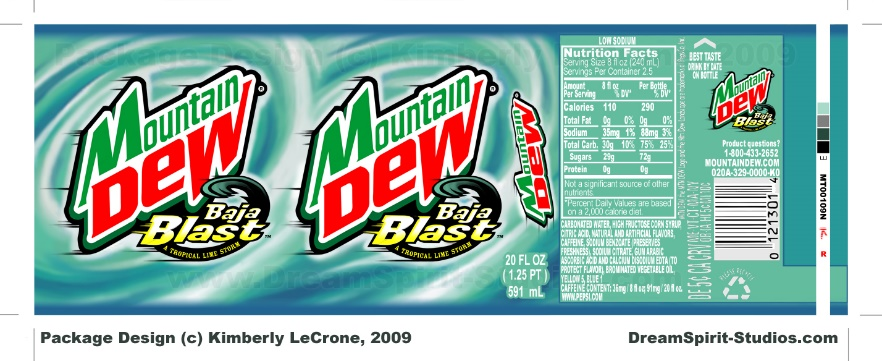 Mountain
DEW
Baja
Blast™
A TROPICAL LIME STORM
Mountain
DEW
Baja
Blast™
A TROPICAL LIME STORM
Mountain
DEW
20 FL OZ
(1.25 PT)
591 mL
LOW SODIUM
Nutrition Facts
Serving Size 8 fl oz (240 mL)
Servings Per Container 2.5
Amount Per Serving 8 fl oz % DV* Per Bottle % DV*
Calories 110 290
Total Fat 0g 0% 0g 0%
Sodium 35mg 1% 88mg 3%
Total Carb. 30g 10% 75% 25%
Sugars 29g 72g
Protein 0g 0g
Not a significant source of other
nutrients.
*Percent Daily Values are based
on a 2,000 calorie diet.
CARBONATED WATER, HIGH FRUCTOSE CORN SYRUP,
CITRIC ACID, NATURAL AND ARTIFICIAL FLAVORS,
CAFFEINE, SODIUM BENZOATE (PRESERVES
FRESHNESS), SODIUM CITRATE, GUM ARABIC,
ASCORBIC ACID AND CALCIUM DISODIUM EDTA (TO
PROTECT FLAVOR), BROMINATED VEGETABLE OIL,
YELLOW 5, BLUE 1
CAFFEINE CONTENT: 36mg / 8 fl oz; 91mg / 20 fl oz.
WWW.PEPSI.COM
BEST TASTE
DRINK BY DATE
ON BOTTLE
Mountain
DEW
Baja
Blast
Product questions?
1-800-433-2652
MOUNTAINDEW.COM
020A-329-0000-K0
0 121301 4
PLEASE RECYCLE
E MT00109N R
Package Design (c) Kimberly LeCrone, 2009
DreamSpirit-Studios.com